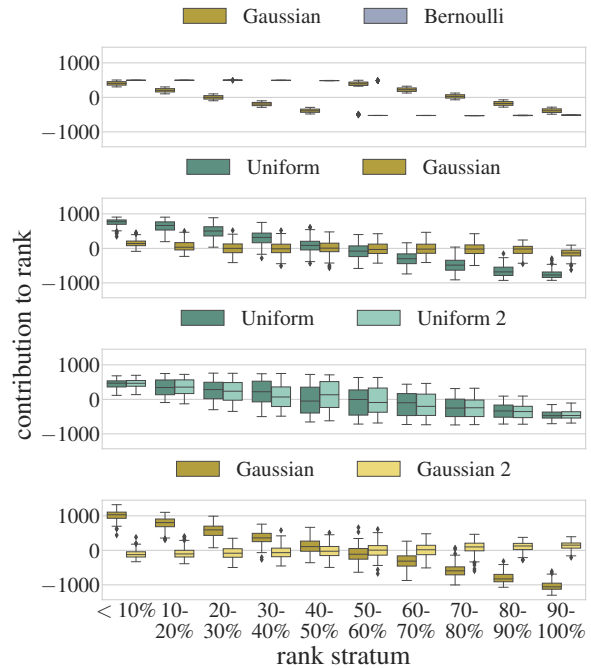 Gaussian Bernoulli
1000
0
−1000
Uniform Gaussian
1000
0
−1000
Uniform Uniform 2
1000
0
−1000
Gaussian Gaussian 2
1000
0
−1000
contribution to rank
< 10% 10- 20- 30- 40- 50- 60- 70- 80- 90-
20% 30% 40% 50% 60% 70% 80% 90% 100%
rank stratum